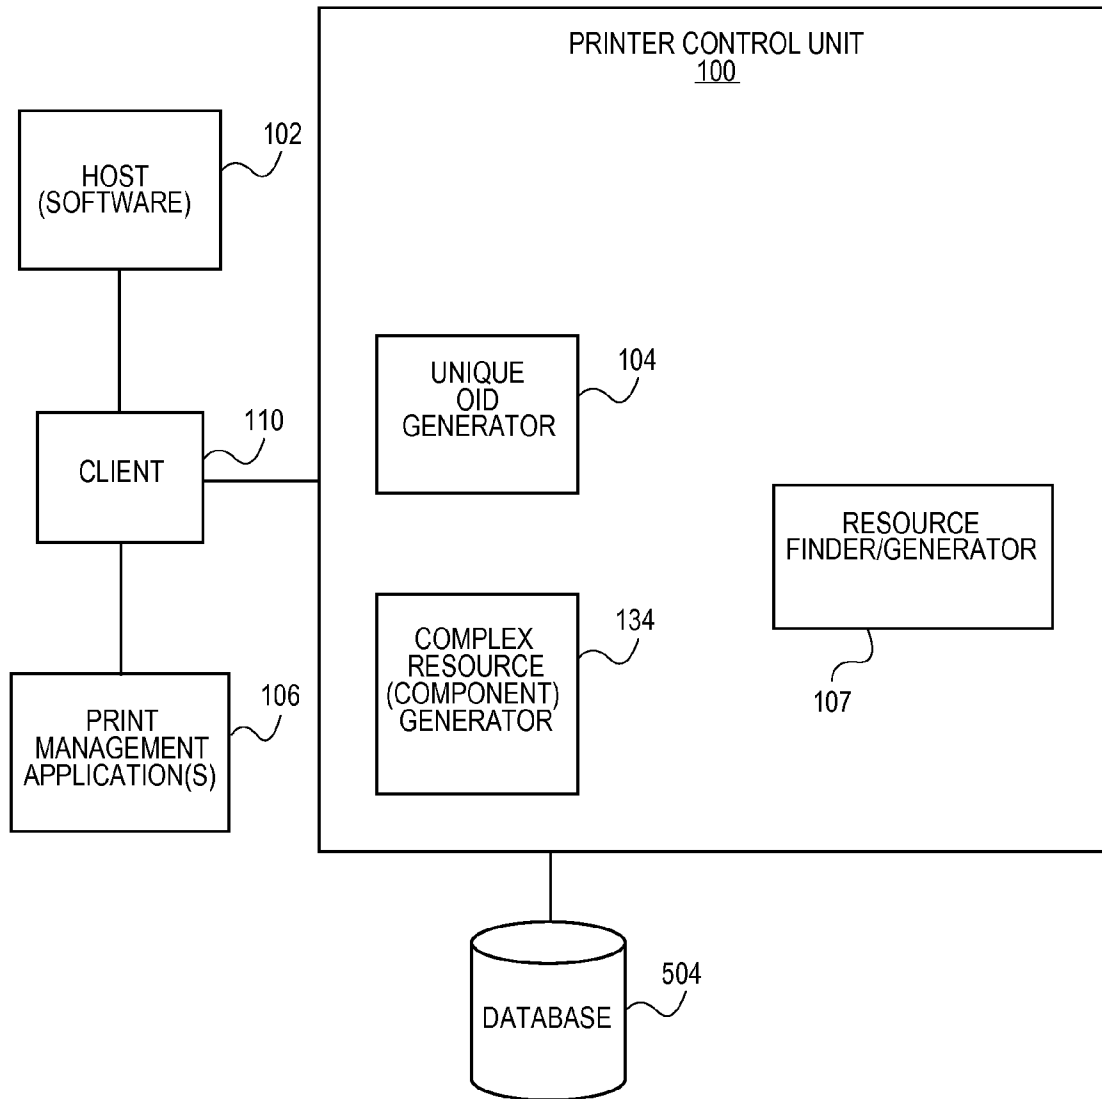 PRINTER CONTROL UNIT
100
102
HOST
(SOFTWARE)
104
UNIQUE
OID
GENERATOR
110
CLIENT
RESOURCE
FINDER/GENERATOR
107
134
COMPLEX
RESOURCE
(COMPONENT)
GENERATOR
106
PRINT
MANAGEMENT
APPLICATION(S)
504
DATABASE